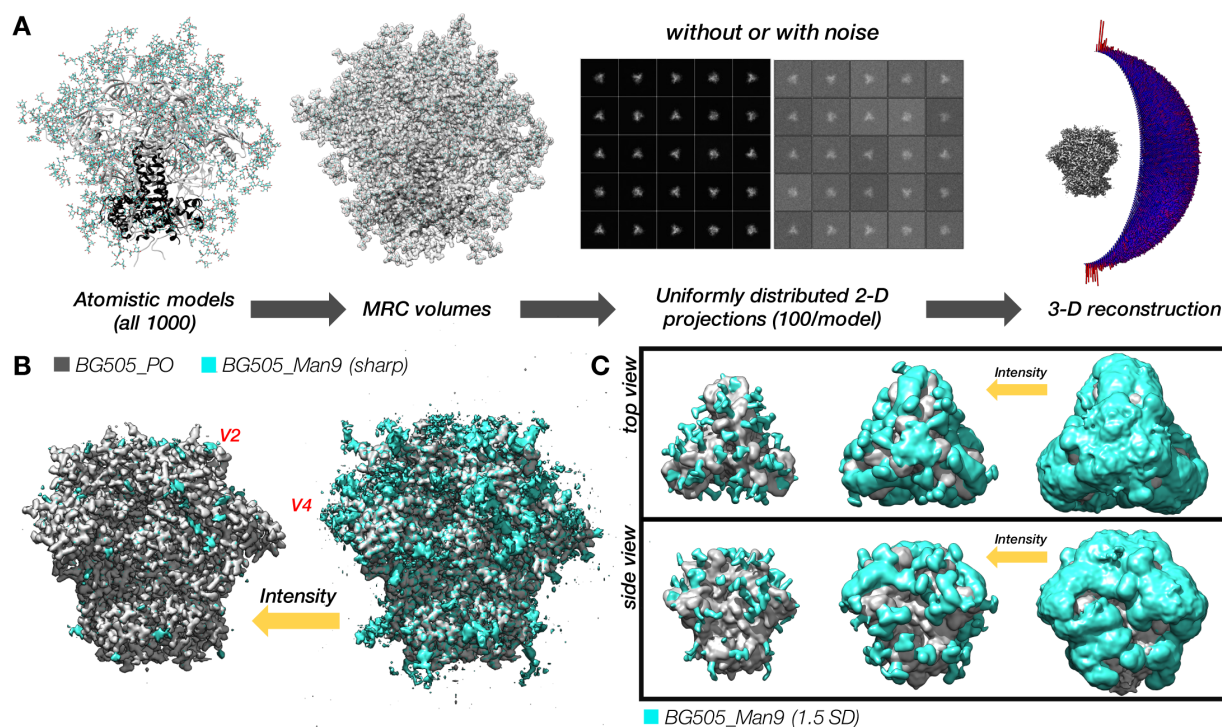 A
without or with noise
Atomistic models
(all 1000)
MRC volumes
Uniformly distributed 2-D
projections (100/model)
3-D reconstruction
B
BG505_PO
BG505_Man9 (sharp)
V2
V4
Intensity
C
top view
Intensity
side view
Intensity
BG505_Man9 (1.5 SD)